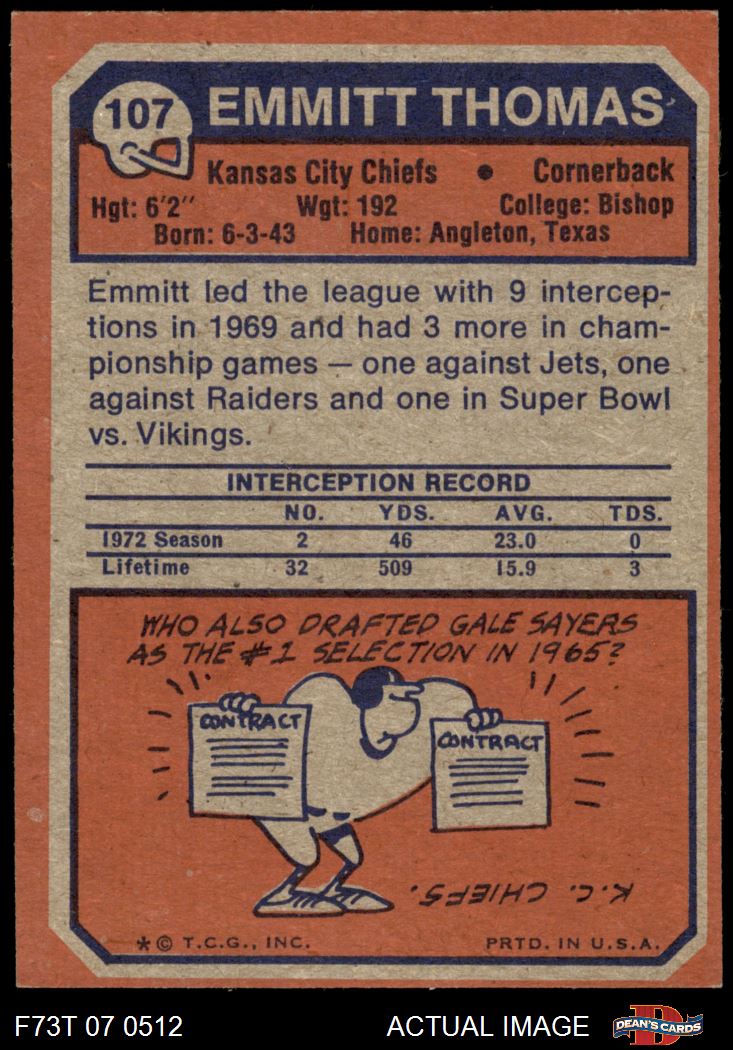 107
EMMITT THOMAS
Kansas City Chiefs • Cornerback
Hgt: 6'2" Wgt: 192 College: Bishop
Born: 6-3-43 Home: Angleton, Texas
Emmitt led the league with 9 intercep-
tions in 1969 and had 3 more in cham-
pionship games — one against Jets, one
against Raiders and one in Super Bowl
vs. Vikings.
INTERCEPTION RECORD
NO. YDS. AVG. TDS.
1972 Season 2 46 23.0 0
Lifetime 32 509 15.9 3
WHO ALSO DRAFTED GALE SAYERS
AS THE #1 SELECTION IN 1965?
CONTRACT
CONTRACT
K.C. CHIEFS.
* © T.C.G., INC. PRTD. IN U.S.A.
F73T 07 0512 ACTUAL IMAGE
D
DEAN'S CARDS